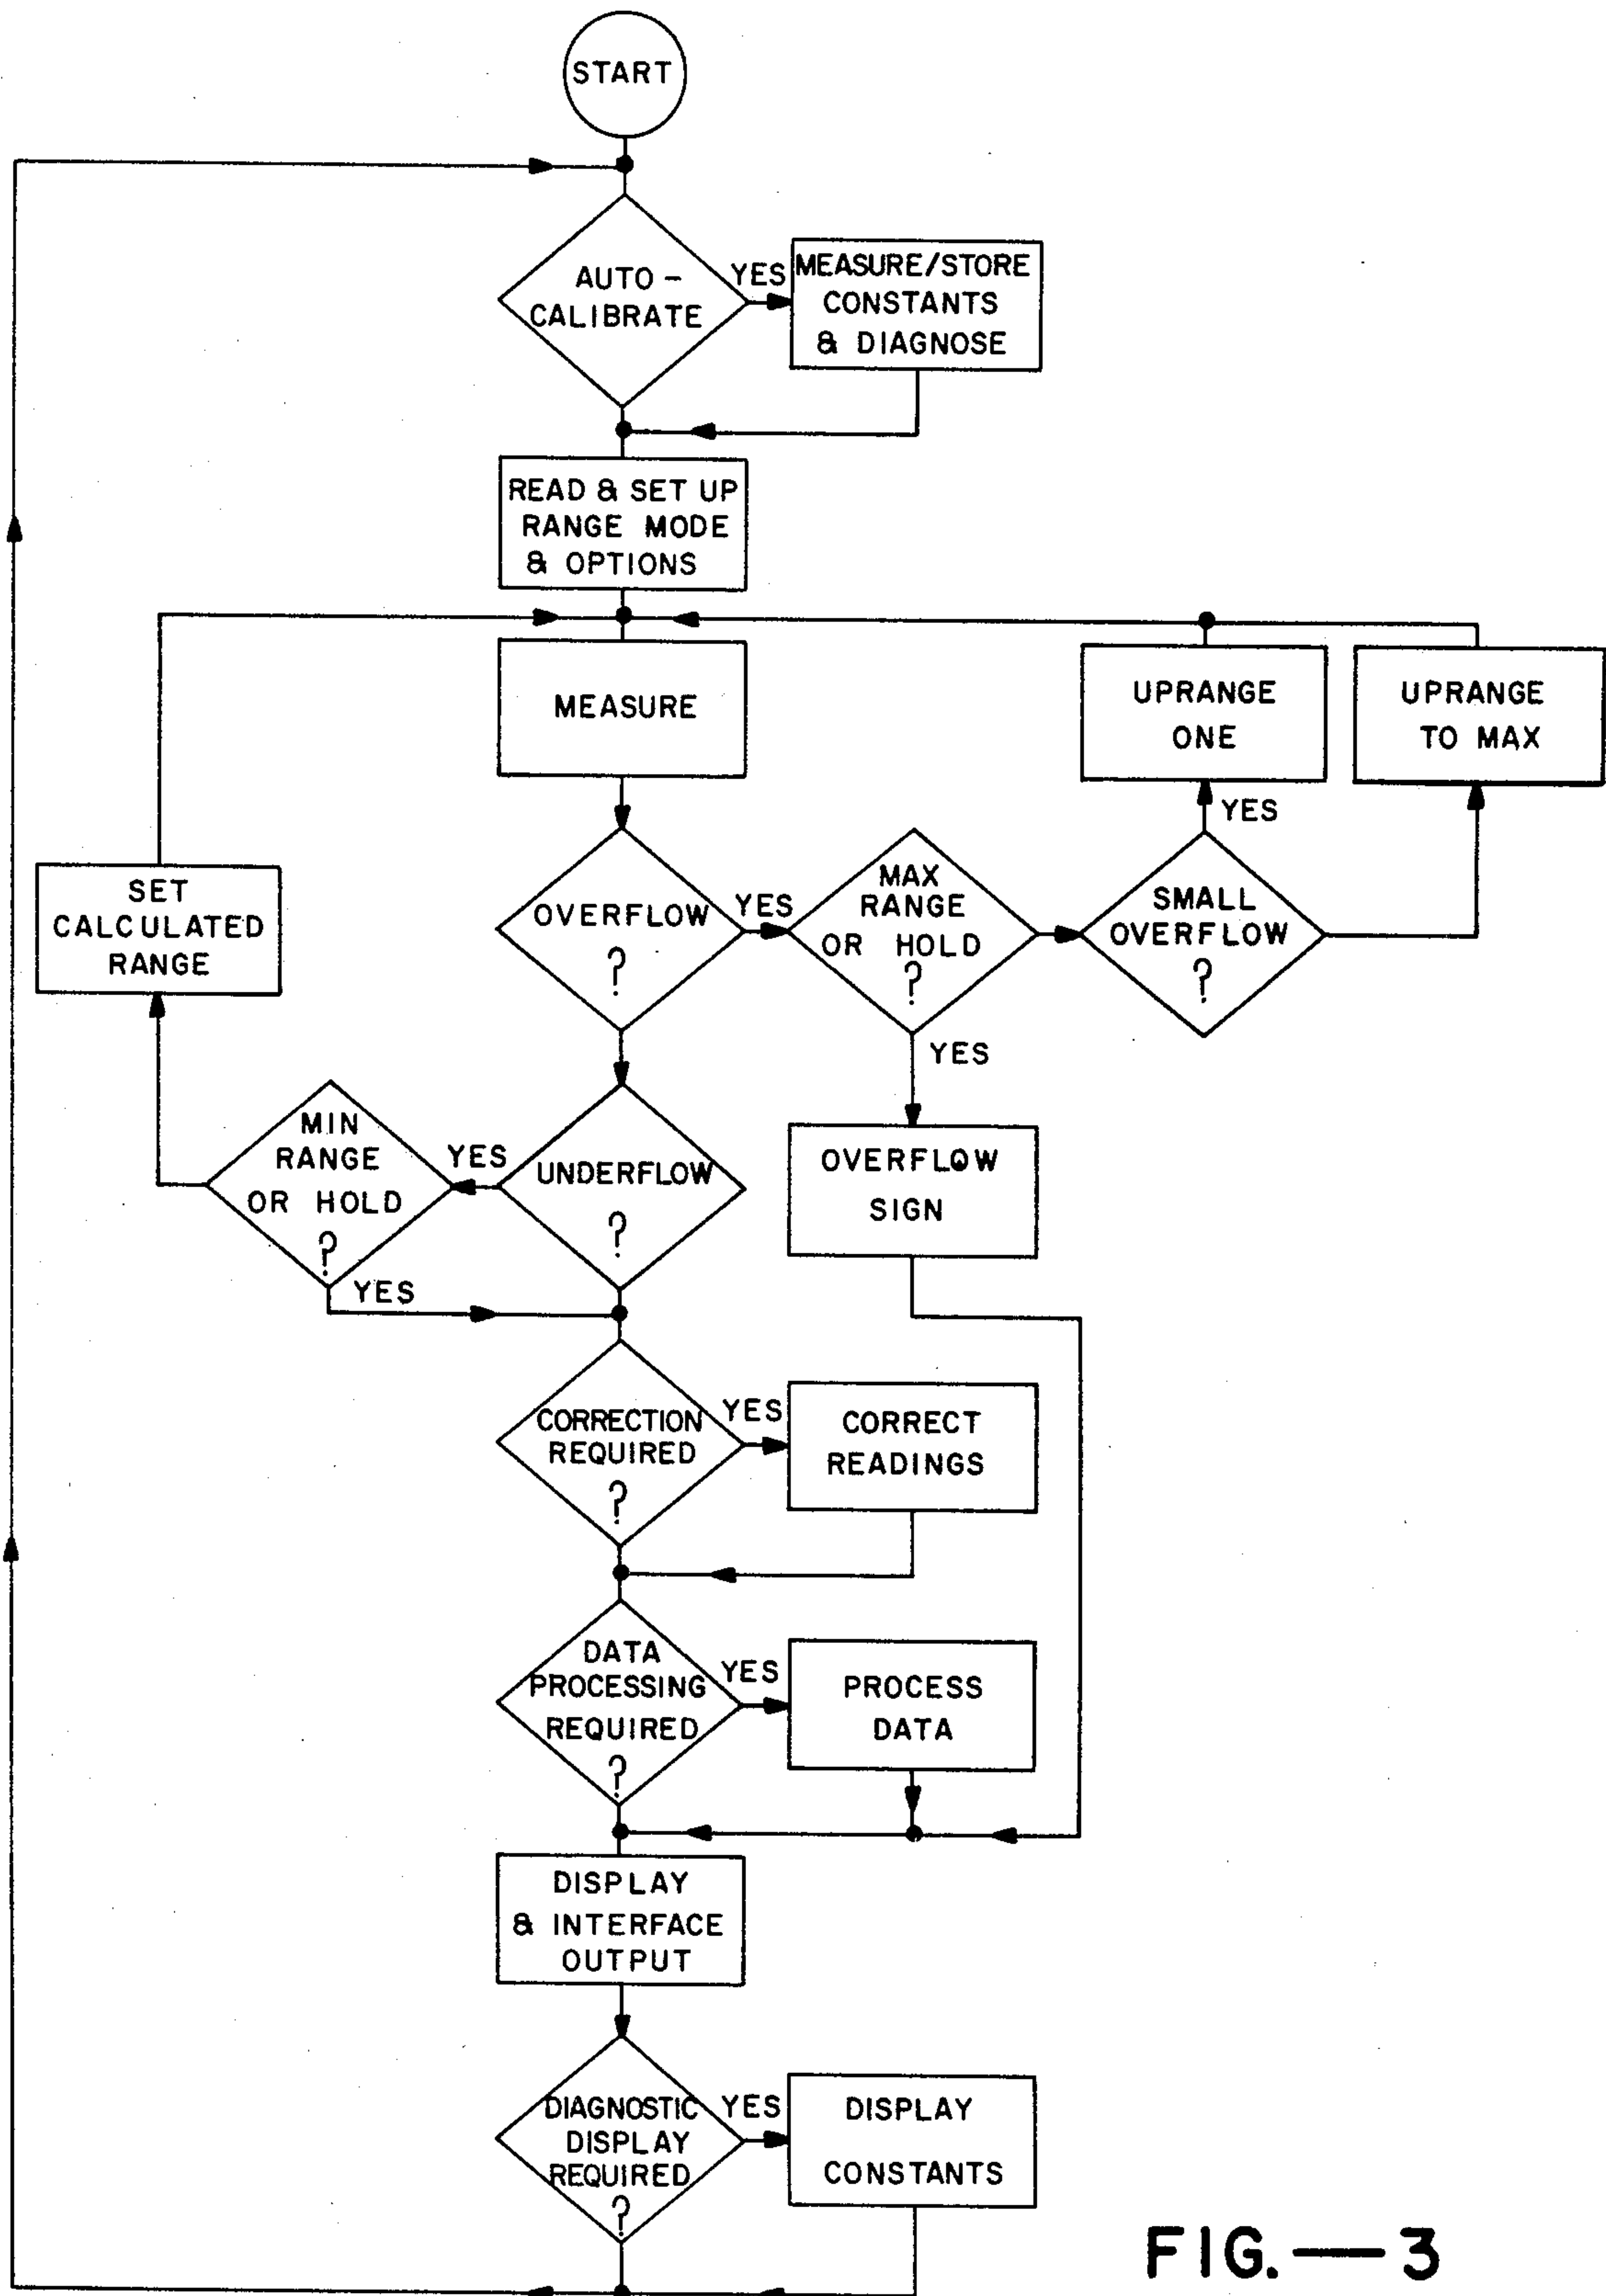 START
AUTO –
CALIBRATE
YES
MEASURE/STORE
CONSTANTS
& DIAGNOSE
READ & SET UP
RANGE MODE
& OPTIONS
MEASURE
UPRANGE
ONE
UPRANGE
TO MAX
YES
SET
CALCULATED
RANGE
OVERFLOW
?
YES
MAX
RANGE
OR HOLD
?
SMALL
OVERFLOW
?
YES
MIN
RANGE
OR HOLD
?
YES
UNDERFLOW
?
OVERFLOW
SIGN
YES
CORRECTION
REQUIRED
?
YES
CORRECT
READINGS
DATA
PROCESSING
REQUIRED
?
YES
PROCESS
DATA
DISPLAY
& INTERFACE
OUTPUT
DIAGNOSTIC
DISPLAY
REQUIRED
?
YES
DISPLAY
CONSTANTS
FIG.—3